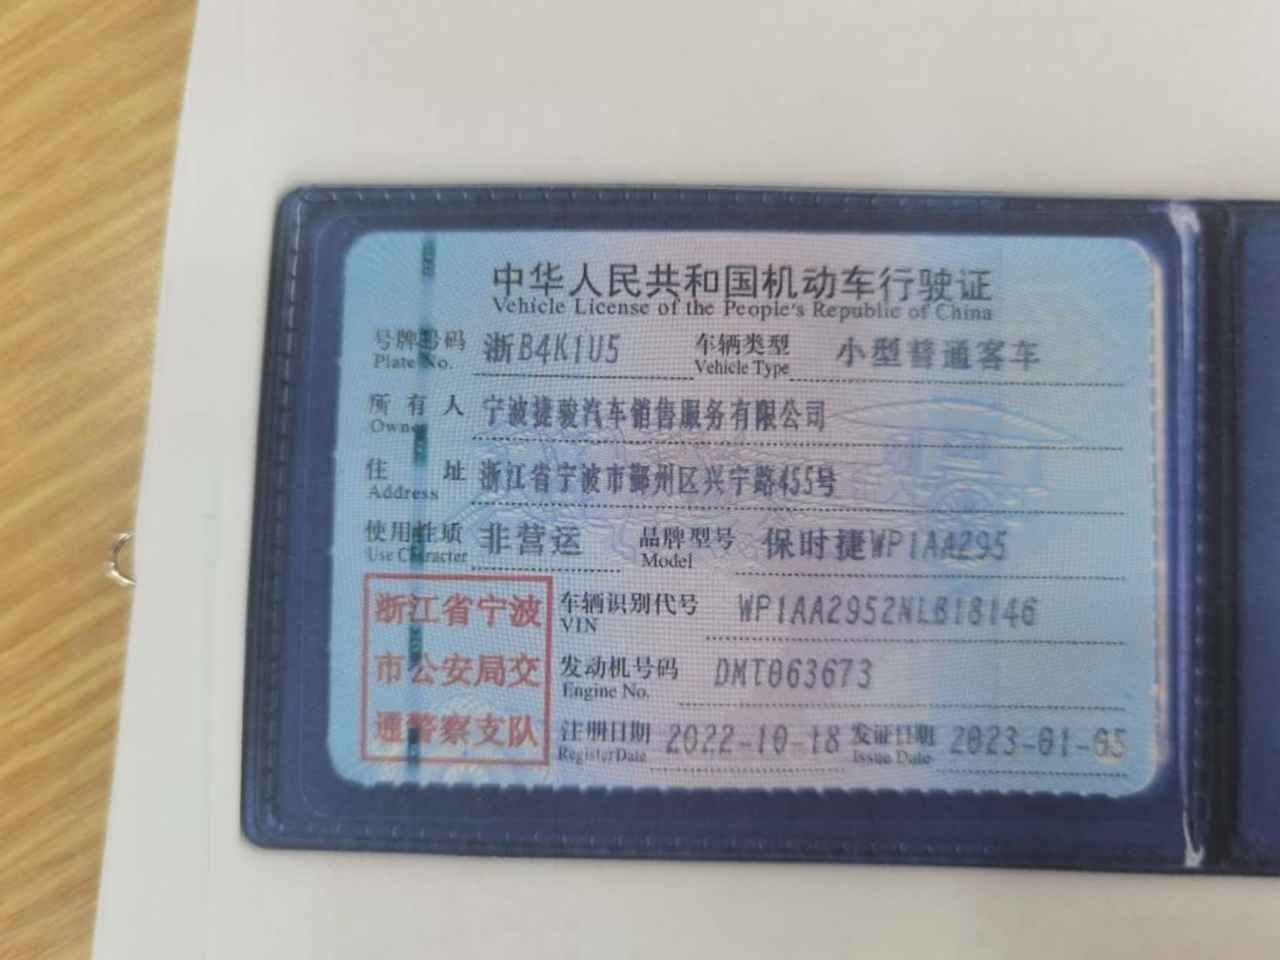 中华人民共和国机动车行驶证
Vehicle License of the People's Republic of China
号牌号码 浙B4K1U5 车辆类型 小型普通客车
Plate No. Vehicle Type
所有人 宁波捷骏汽车销售服务有限公司
Owner
住址 浙江省宁波市鄞州区兴宁路455号
Address
使用性质 非营运 品牌型号 保时捷WP1AA295
Use Character Model
浙江省宁波 车辆识别代号 WP1AA2952NLB18146
VIN
市公安局交 发动机号码 DMT063673
Engine No.
通警察支队 注册日期 2022-10-18 发证日期 2023-01-05
Register Date Issue Date